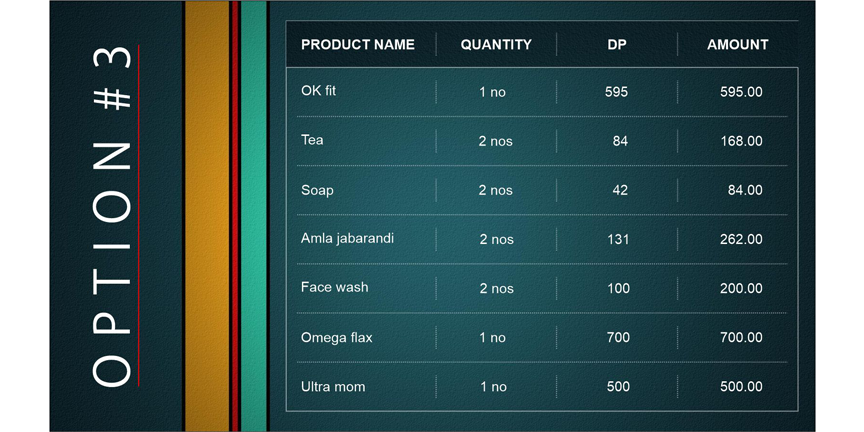 OPTION #3
PRODUCT NAME QUANTITY DP AMOUNT
OK fit 1 no 595 595.00
Tea 2 nos 84 168.00
Soap 2 nos 42 84.00
Amla jabarandi 2 nos 131 262.00
Face wash 2 nos 100 200.00
Omega flax 1 no 700 700.00
Ultra mom 1 no 500 500.00